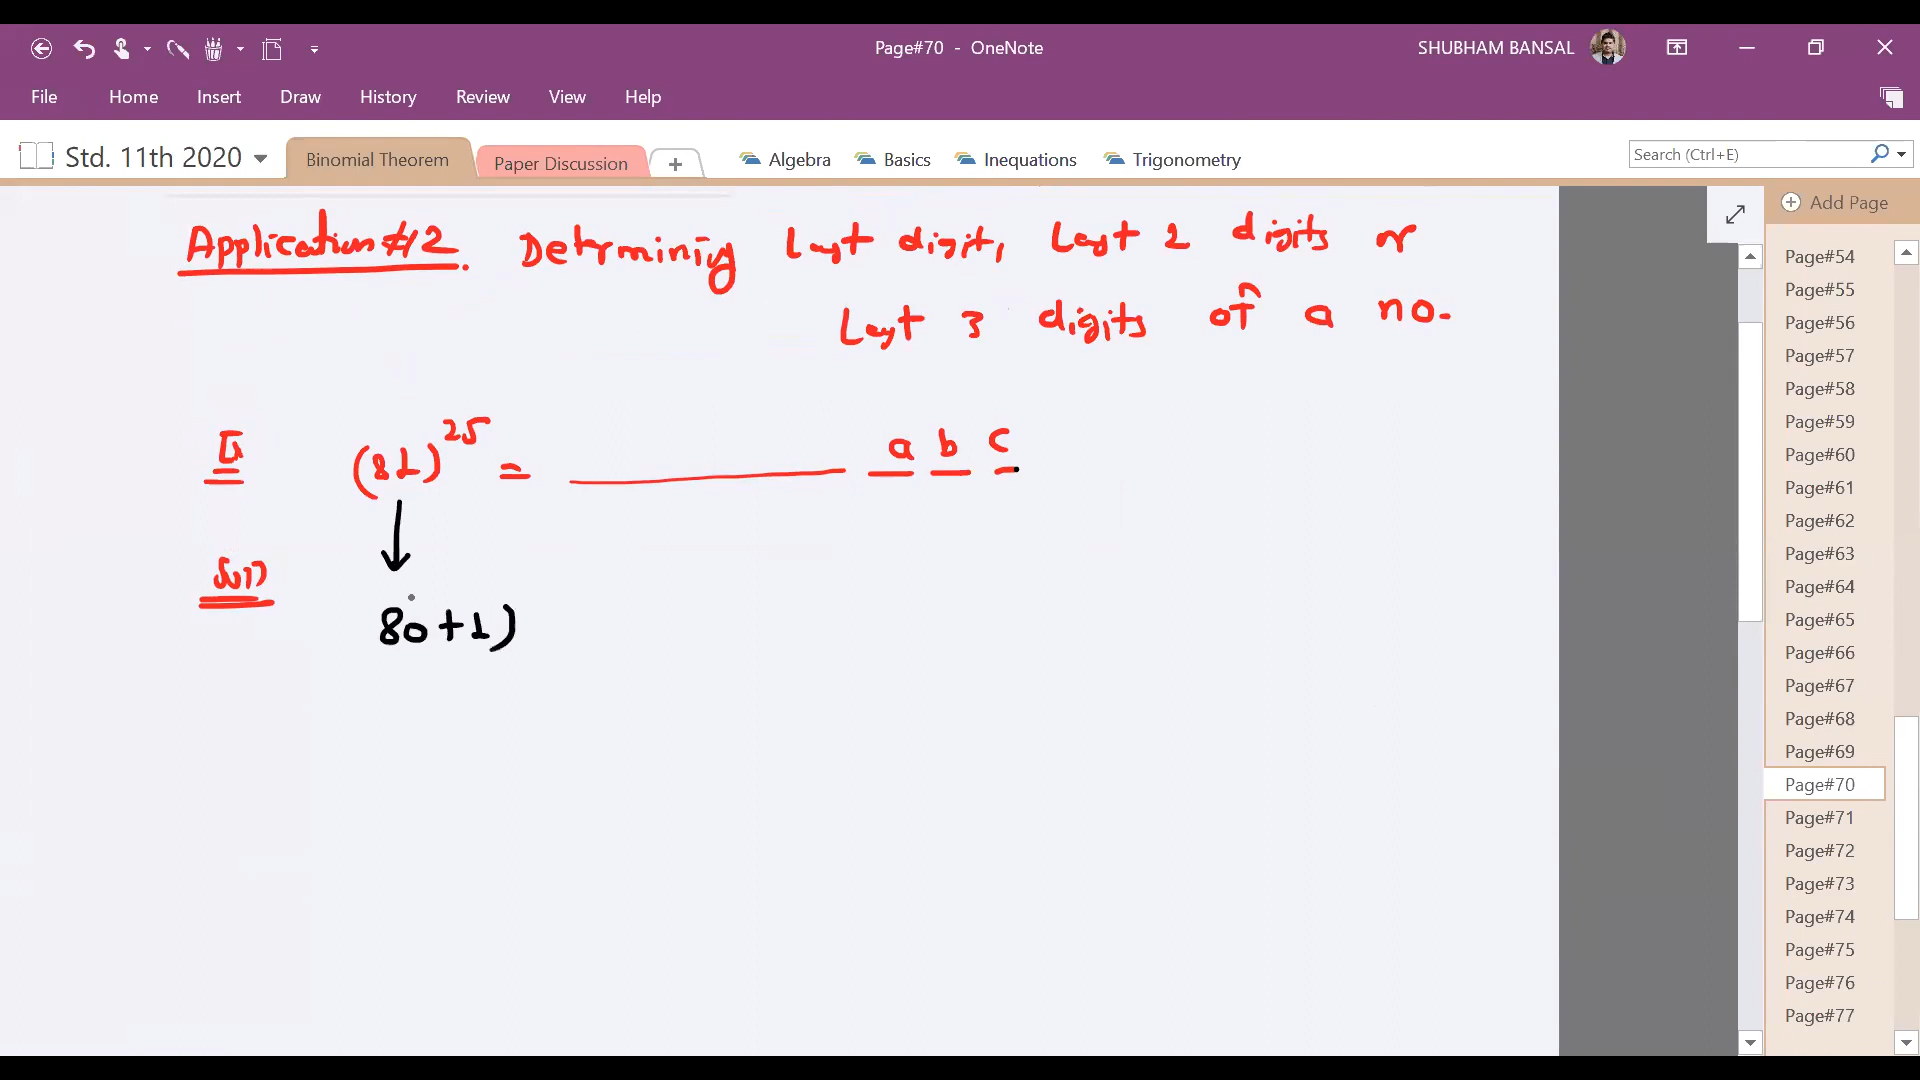 Page#70 - OneNote
SHUBHAM BANSAL
File Home Insert Draw History Review View Help
Std. 11th 2020 Binomial Theorem Paper Discussion + Algebra Basics Inequations Trigonometry Search (Ctrl+E)
Add Page
Application#2. Determining Last digit, Last 2 digits or
Last 3 digits of a no.
(81)^25 = ________ a b c
Soln
80+1)
Page#54
Page#55
Page#56
Page#57
Page#58
Page#59
Page#60
Page#61
Page#62
Page#63
Page#64
Page#65
Page#66
Page#67
Page#68
Page#69
Page#70
Page#71
Page#72
Page#73
Page#74
Page#75
Page#76
Page#77